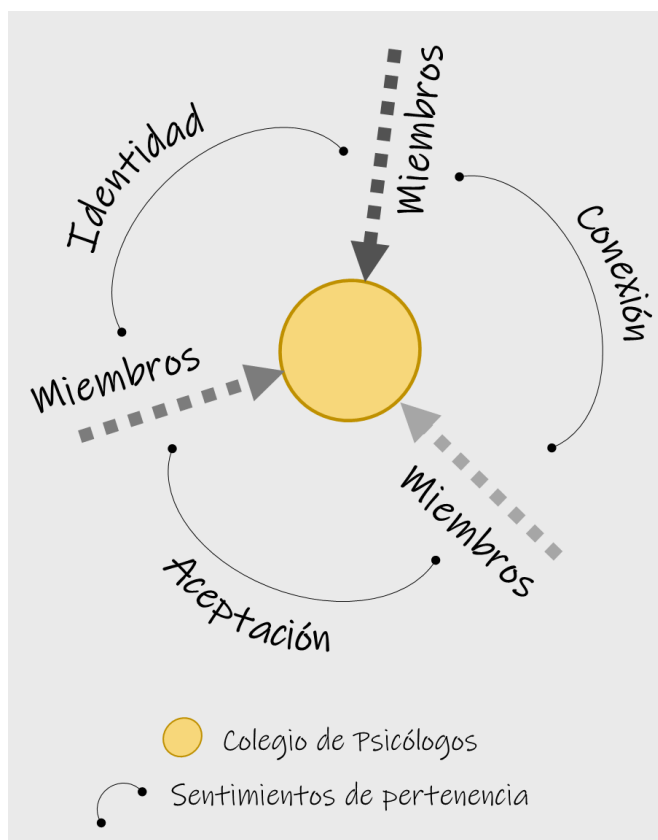 Miembros
Identidad
Conexión
Miembros
Miembros
Aceptación
Colegio de Psicólogos
Sentimientos de pertenencia